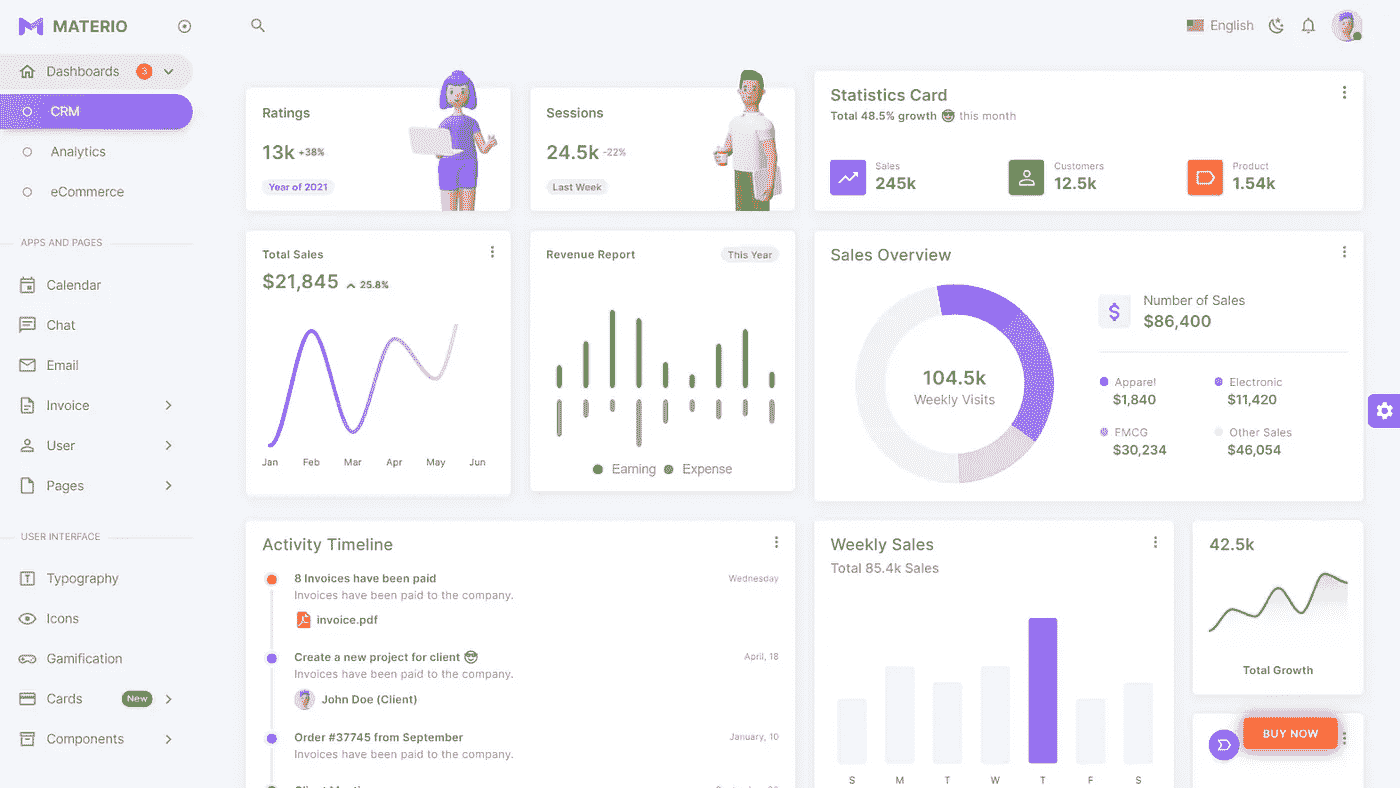 MATERIO
English
Dashboards 3
CRM
Analytics
eCommerce
APPS AND PAGES
Calendar
Chat
Email
Invoice
User
Pages
USER INTERFACE
Typography
Icons
Gamification
Cards New
Components
Ratings
13k +38%
Year of 2021
Sessions
24.5k -22%
Last Week
Statistics Card
Total 48.5% growth 😎 this month
Sales
245k
Customers
12.5k
Product
1.54k
Total Sales
$21,845 25.8%
Jan Feb Mar Apr May Jun
Revenue Report This Year
Earning Expense
Sales Overview
104.5k
Weekly Visits
Number of Sales
$86,400
Apparel
$1,840
Electronic
$11,420
FMCG
$30,234
Other Sales
$46,054
Activity Timeline
8 Invoices have been paid Wednesday
Invoices have been paid to the company.
invoice.pdf
Create a new project for client 😎 April, 18
Invoices have been paid to the company.
John Doe (Client)
Order #37745 from September January, 10
Invoices have been paid to the company.
Weekly Sales
Total 85.4k Sales
S M T W T F S
42.5k
Total Growth
BUY NOW